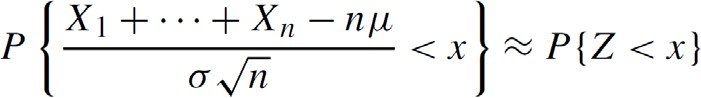 P { (X₁ + ··· + Xₙ − nμ) / (σ√n) < x } ≈ P{Z < x}